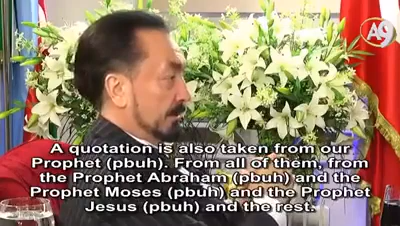 A9
A quotation is also taken from our
Prophet (pbuh). From all of them, from
the Prophet Abraham (pbuh) and the
Prophet Moses (pbuh) and the Prophet
Jesus (pbuh) and the rest.